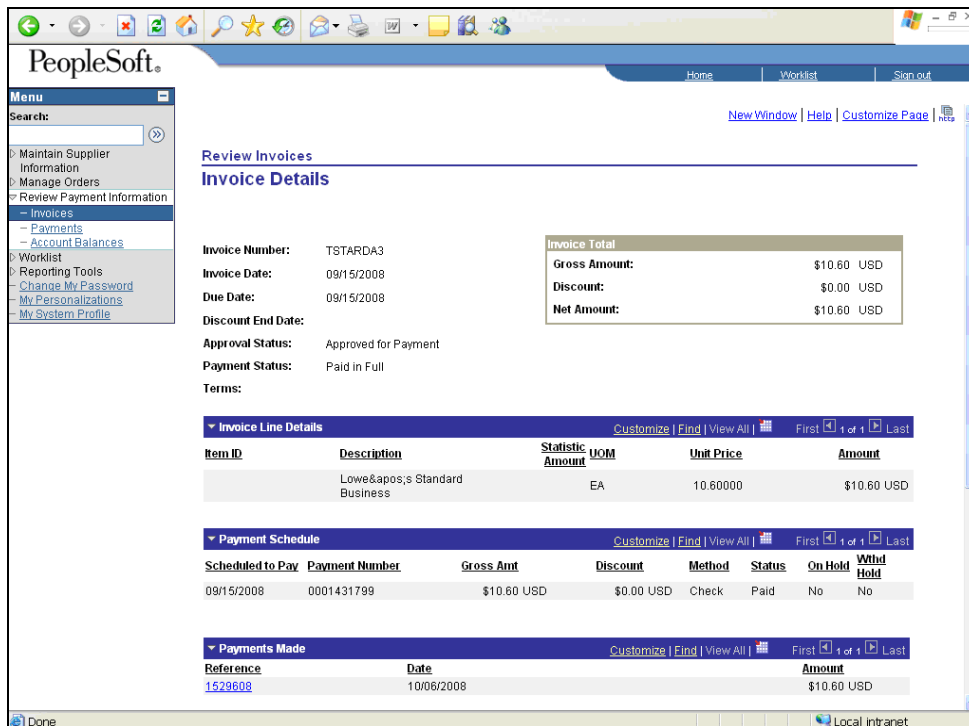 PeopleSoft.
Home | Worklist | Sign out
Menu
Search:
Maintain Supplier
Information
Manage Orders
Review Payment Information
– Invoices
– Payments
– Account Balances
Worklist
Reporting Tools
– Change My Password
– My Personalizations
– My System Profile
New Window | Help | Customize Page | http
Review Invoices
Invoice Details
Invoice Number: TSTARDA3
Invoice Date: 09/15/2008
Due Date: 09/15/2008
Discount End Date:
Approval Status: Approved for Payment
Payment Status: Paid in Full
Terms:
Invoice Total
Gross Amount: $10.60 USD
Discount: $0.00 USD
Net Amount: $10.60 USD
Invoice Line Details Customize | Find | View All | First 1 of 1 Last
Item ID Description Statistic Amount UOM Unit Price Amount
Lowe&apos;s Standard Business EA 10.60000 $10.60 USD
Payment Schedule Customize | Find | View All | First 1 of 1 Last
Scheduled to Pay Payment Number Gross Amt Discount Method Status On Hold Wthd Hold
09/15/2008 0001431799 $10.60 USD $0.00 USD Check Paid No No
Payments Made Customize | Find | View All | First 1 of 1 Last
Reference Date Amount
1529608 10/06/2008 $10.60 USD
Done
Local intranet